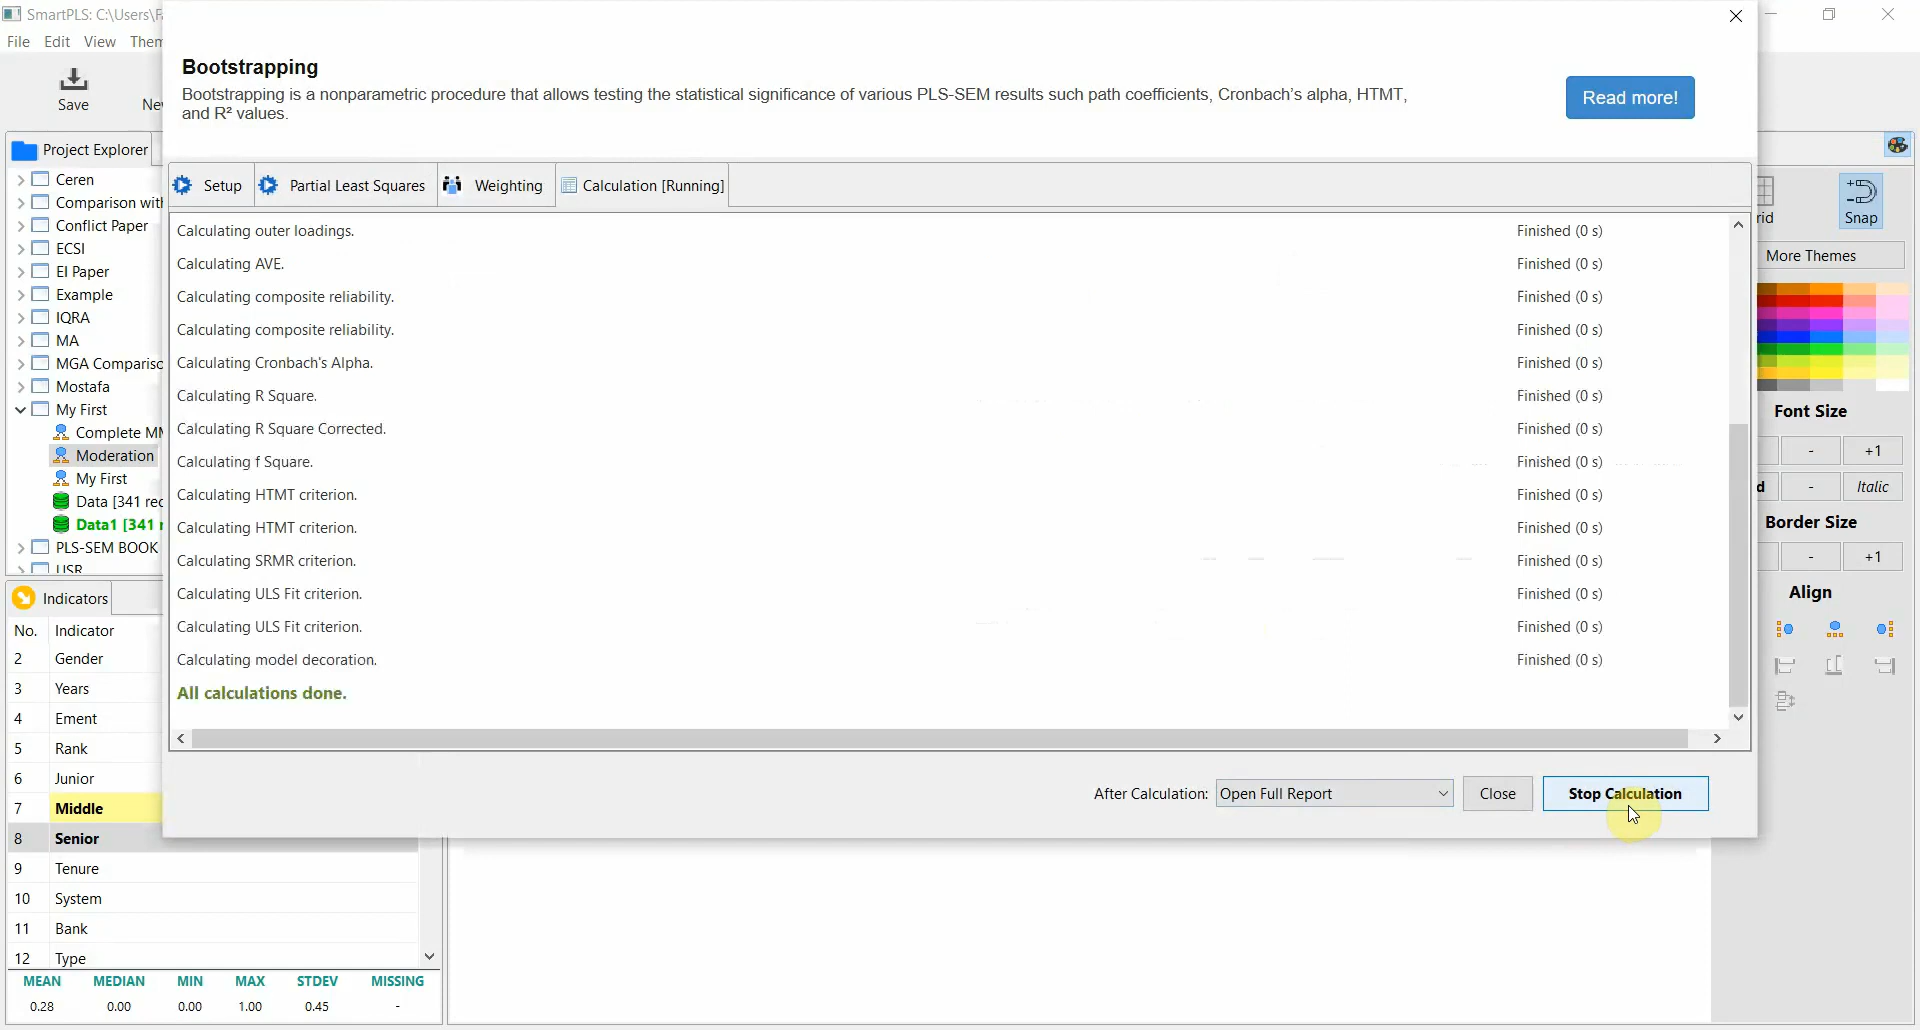 SmartPLS: C:\Users\F
File Edit View Them
Save
Ne
Bootstrapping
Bootstrapping is a nonparametric procedure that allows testing the statistical significance of various PLS-SEM results such path coefficients, Cronbach's alpha, HTMT,
and R² values.
Read more!
Project Explorer
Ceren
Comparison with
Conflict Paper
ECSI
EI Paper
Example
IQRA
MA
MGA Compariso
Mostafa
My First
Complete MM
Moderation
My First
Data [341 rec
Data1 [341 r
PLS-SEM BOOK
USR
Setup
Partial Least Squares
Weighting
Calculation [Running]
Calculating outer loadings. Finished (0 s)
Calculating AVE. Finished (0 s)
Calculating composite reliability. Finished (0 s)
Calculating composite reliability. Finished (0 s)
Calculating Cronbach's Alpha. Finished (0 s)
Calculating R Square. Finished (0 s)
Calculating R Square Corrected. Finished (0 s)
Calculating f Square. Finished (0 s)
Calculating HTMT criterion. Finished (0 s)
Calculating HTMT criterion. Finished (0 s)
Calculating SRMR criterion. Finished (0 s)
Calculating ULS Fit criterion. Finished (0 s)
Calculating ULS Fit criterion. Finished (0 s)
Calculating model decoration. Finished (0 s)
All calculations done.
After Calculation: Open Full Report
Close
Stop Calculation
rid
Snap
More Themes
Font Size
- +1
d - Italic
Border Size
- +1
Align
Indicators
No. Indicator
2 Gender
3 Years
4 Ement
5 Rank
6 Junior
7 Middle
8 Senior
9 Tenure
10 System
11 Bank
12 Type
MEAN MEDIAN MIN MAX STDEV MISSING
0.28 0.00 0.00 1.00 0.45 -